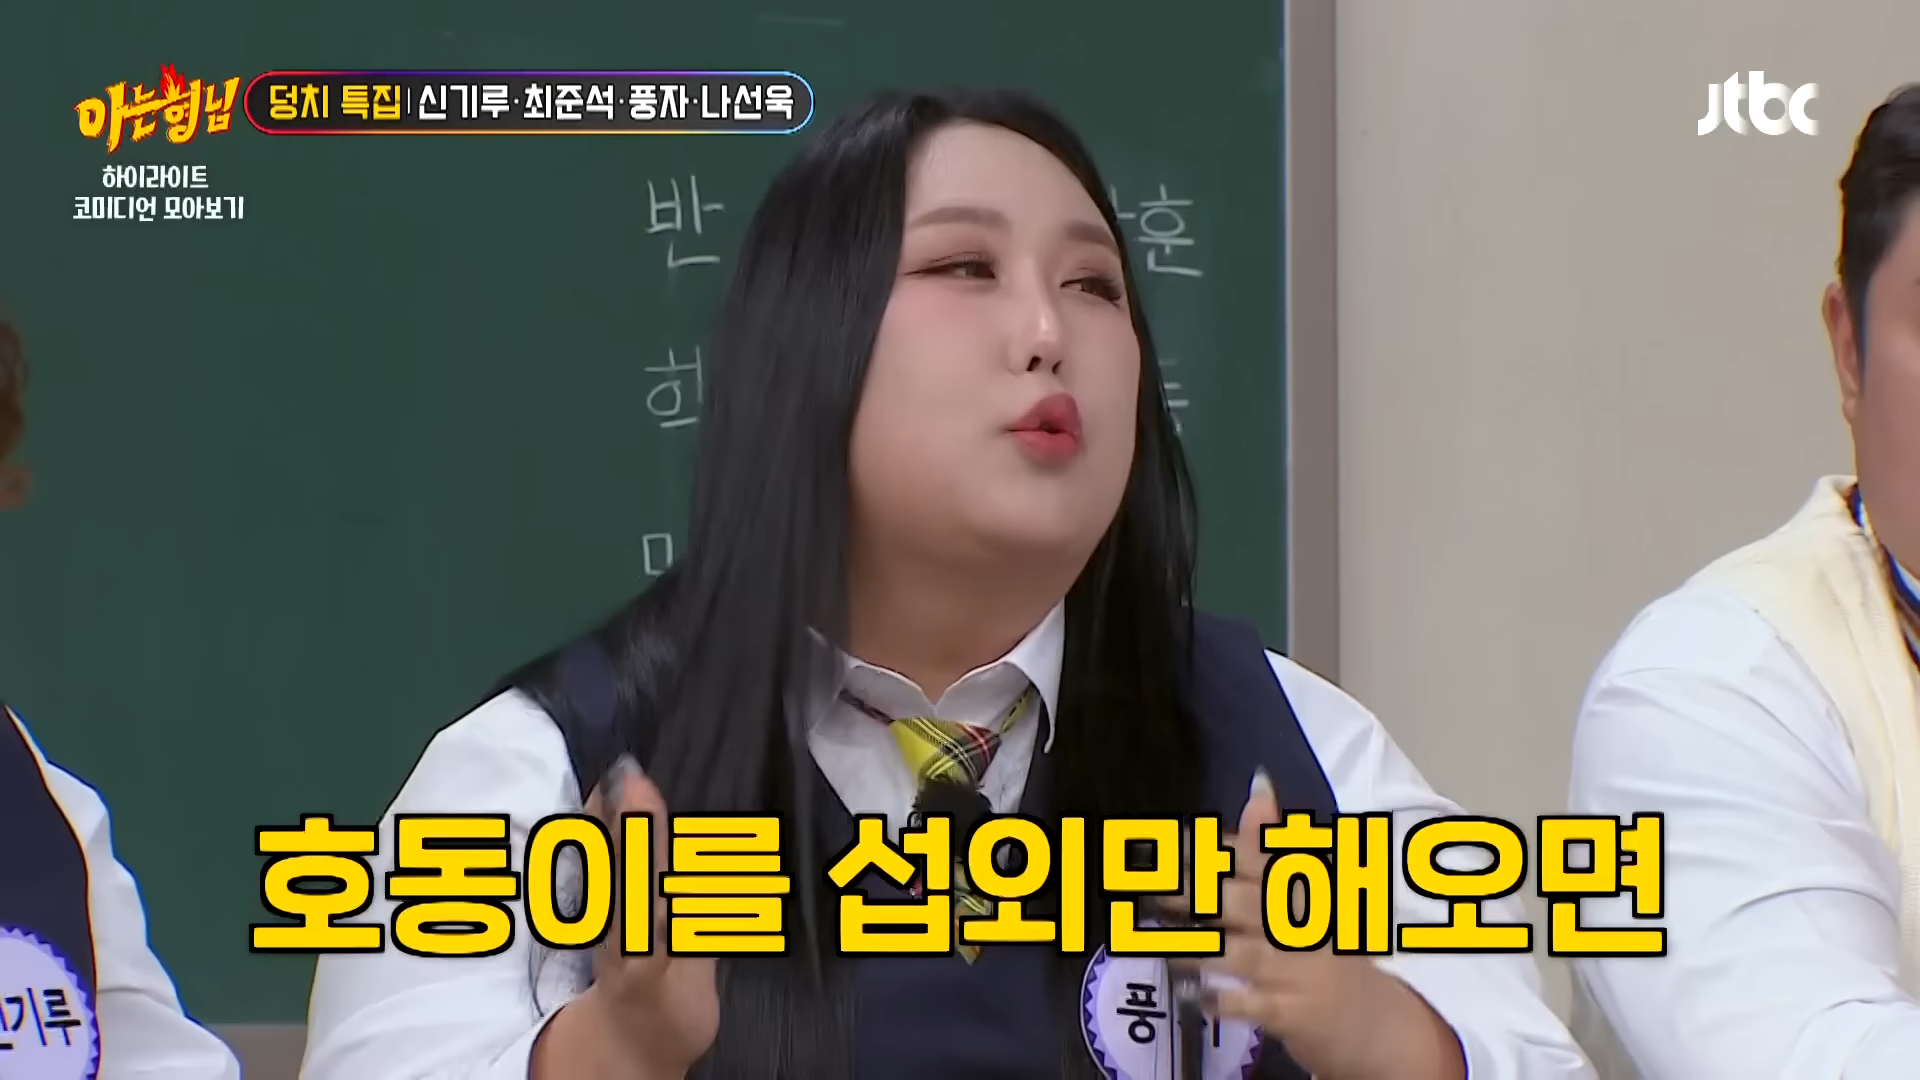 아는형님
덩치 특집 | 신기루·최준석·풍자·나선욱
jtbc
하이라이트
코미디언 모아보기
반
훈
호동이를 섭외만 해오면
풍
기루